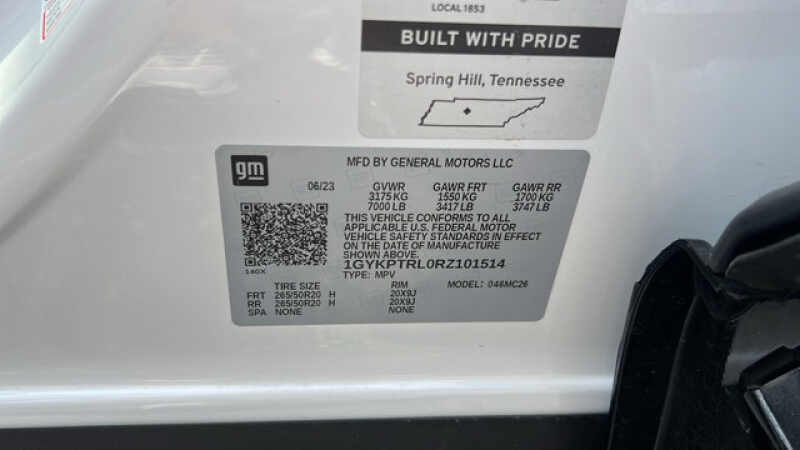 LOCAL 1853
BUILT WITH PRIDE
Spring Hill, Tennessee
gm
MFD BY GENERAL MOTORS LLC
06/23 GVWR GAWR FRT GAWR RR
3175 KG 1550 KG 1700 KG
7000 LB 3417 LB 3747 LB
THIS VEHICLE CONFORMS TO ALL
APPLICABLE U.S. FEDERAL MOTOR
VEHICLE SAFETY STANDARDS IN EFFECT
ON THE DATE OF MANUFACTURE
SHOWN ABOVE.
1GYKPTRL0RZ101514
TYPE: MPV
TIRE SIZE RIM MODEL: 046MC26
FRT 265/50R20 H 20X9J
RR 265/50R20 H 20X9J
SPA NONE NONE